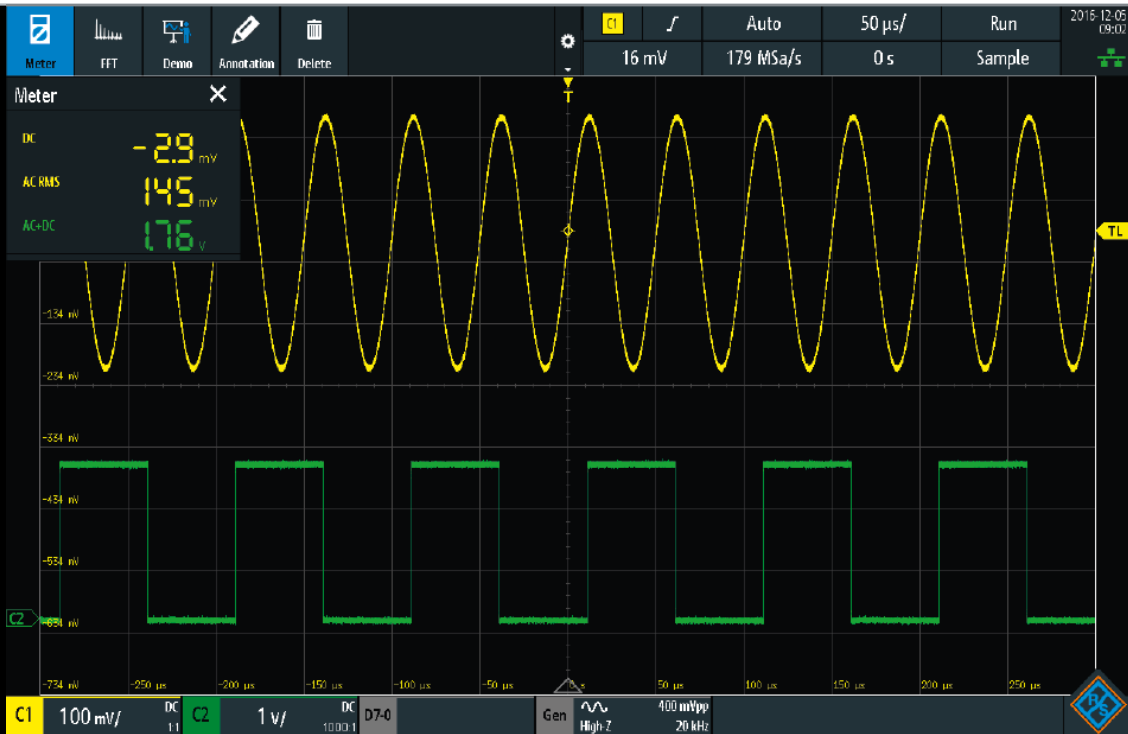 C1 Auto 50 µs/ Run 2016-12-05
09:02
Meter FFT Demo Annotation Delete
16 mV 179 MSa/s 0 s Sample
Meter
T
DC -2.9 mV
AC RMS 145 mV
AC+DC 1.76 V
TL
-134 mV
-234 mV
-334 mV
-434 mV
-534 mV
C2 -634 mV
-734 mV -250 µs -200 µs -150 µs -100 µs -50 µs 0 s 50 µs 100 µs 150 µs 200 µs 250 µs
C1 100 mV/ DC 1:1 C2 1 V/ DC 1000:1 D7-0 Gen High-Z 400 mVpp 20 kHz
R&S